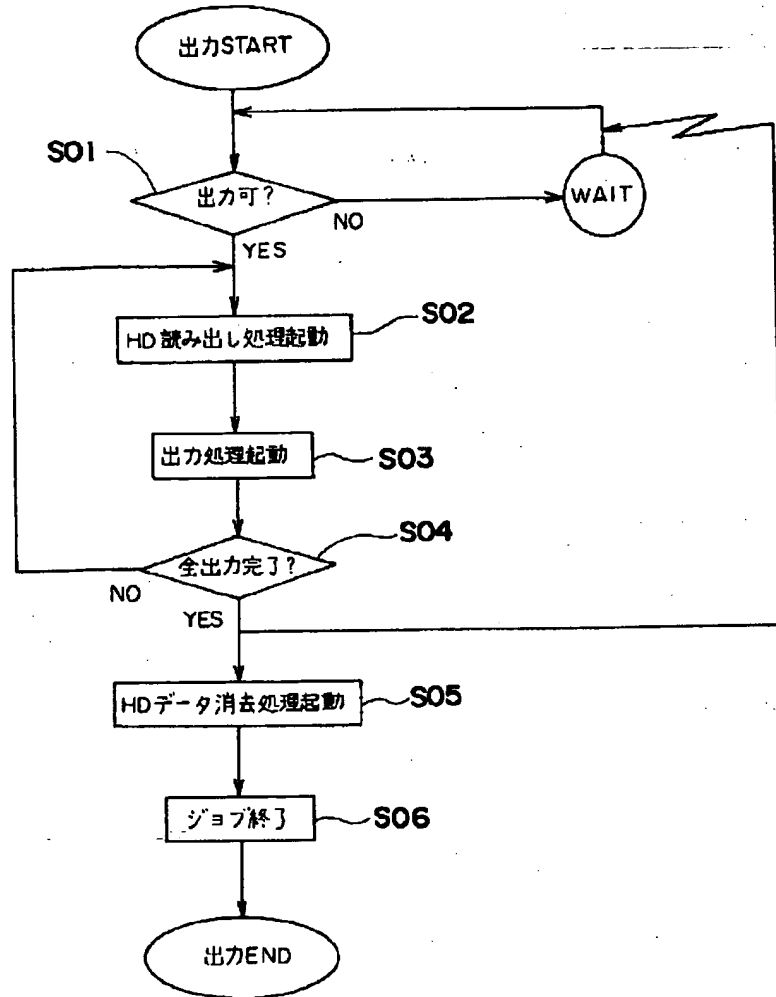 出力START
S01
出力可?
NO
WAIT
YES
S02
HD読み出し処理起動
出力処理起動
S03
S04
全出力完了?
NO
YES
HDデータ消去処理起動
S05
ジョブ終了
S06
出力END